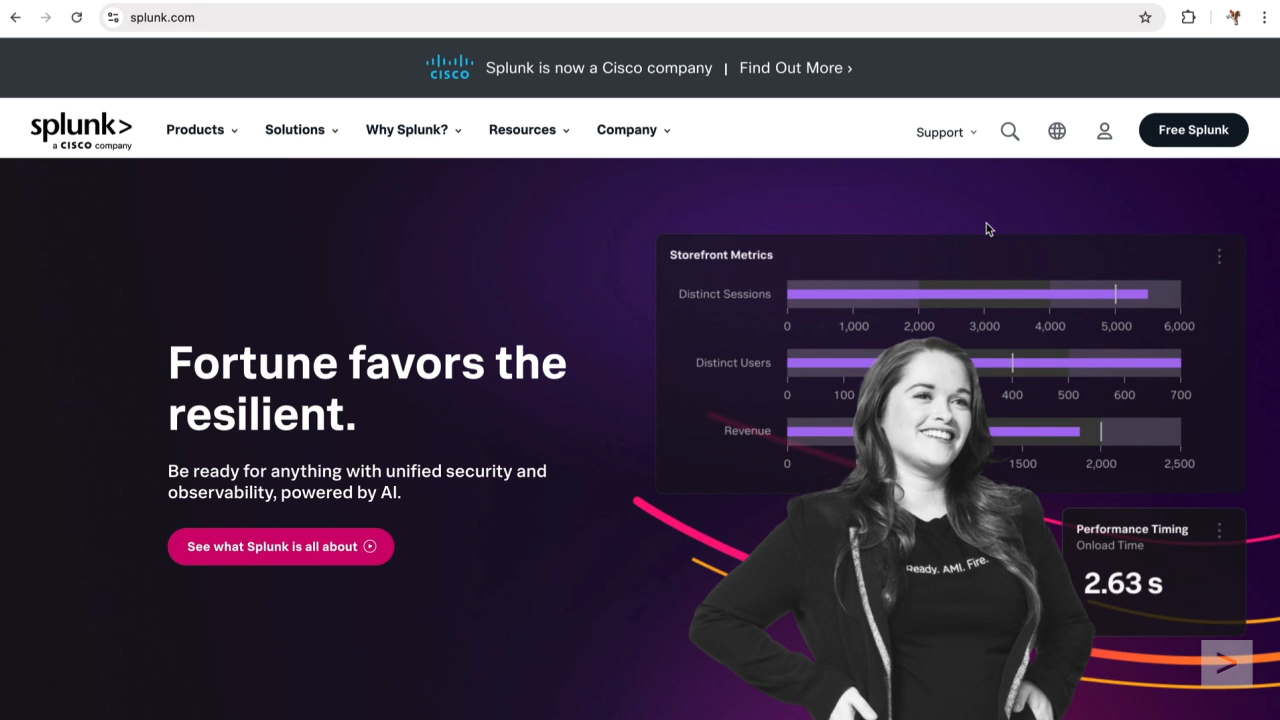 splunk.com
CISCO Splunk is now a Cisco company | Find Out More ›
splunk>
a CISCO company
Products Solutions Why Splunk? Resources Company Support Free Splunk
Storefront Metrics
Distinct Sessions
0 1,000 2,000 3,000 4,000 5,000 6,000
Distinct Users
0 100 400 500 600 700
Revenue
0 1500 2,000 2,500
Fortune favors the
resilient.
Be ready for anything with unified security and
observability, powered by AI.
See what Splunk is all about
Performance Timing
Onload Time
2.63 s
Ready. AMI. Fire.
>